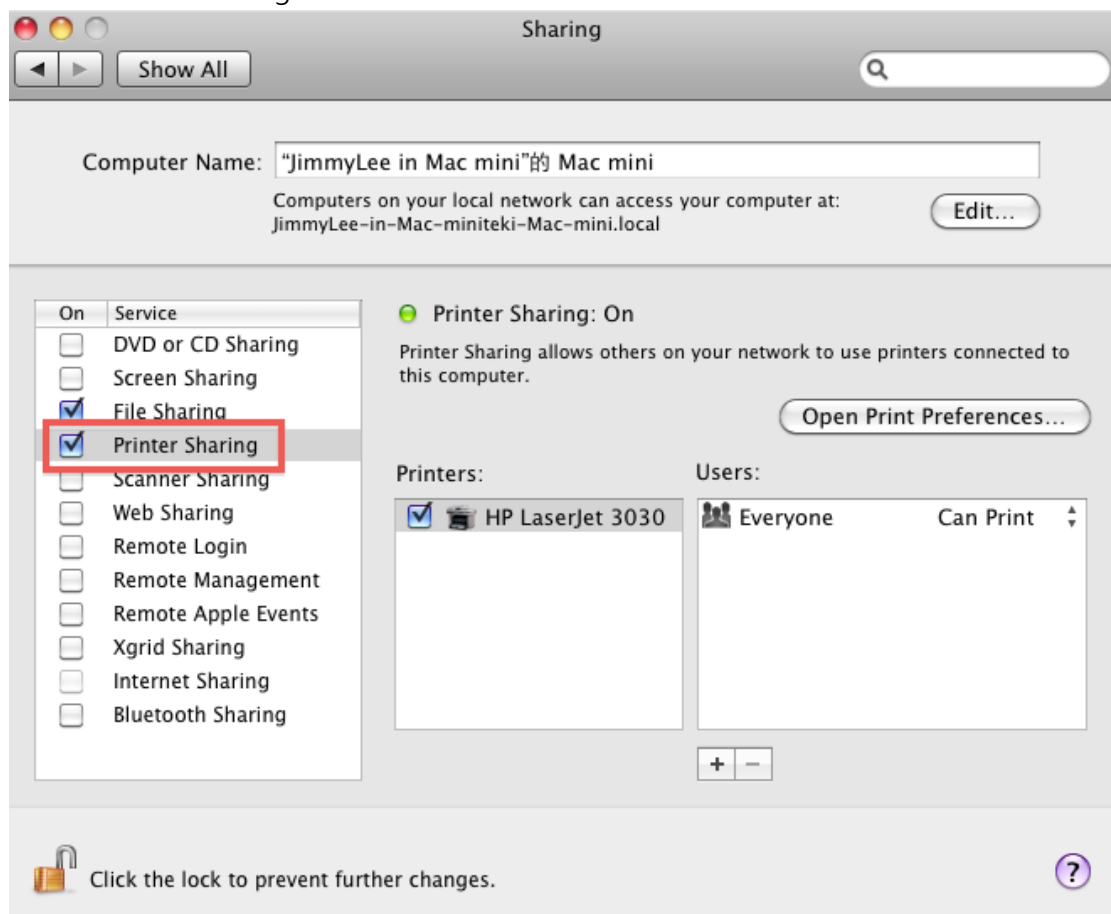 Sharing
Show All
Computer Name: “JimmyLee in Mac mini”的 Mac mini
Computers on your local network can access your computer at:
JimmyLee-in-Mac-miniteki-Mac-mini.local
Edit...
On Service
DVD or CD Sharing
Screen Sharing
File Sharing
Printer Sharing
Scanner Sharing
Web Sharing
Remote Login
Remote Management
Remote Apple Events
Xgrid Sharing
Internet Sharing
Bluetooth Sharing
Printer Sharing: On
Printer Sharing allows others on your network to use printers connected to
this computer.
Open Print Preferences...
Printers:
HP LaserJet 3030
Users:
Everyone Can Print
+ −
Click the lock to prevent further changes.
?